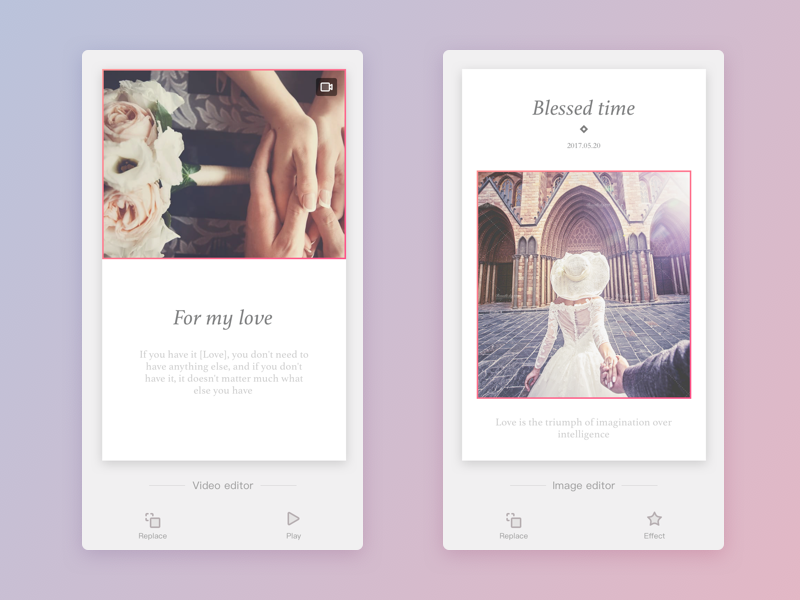 For my love
If you have it [Love], you don't need to
have anything else, and if you don't
have it, it doesn't matter much what
else you have
Video editor
Replace
Play
Blessed time
2017.05.20
Love is the triumph of imagination over
intelligence
Image editor
Replace
Effect